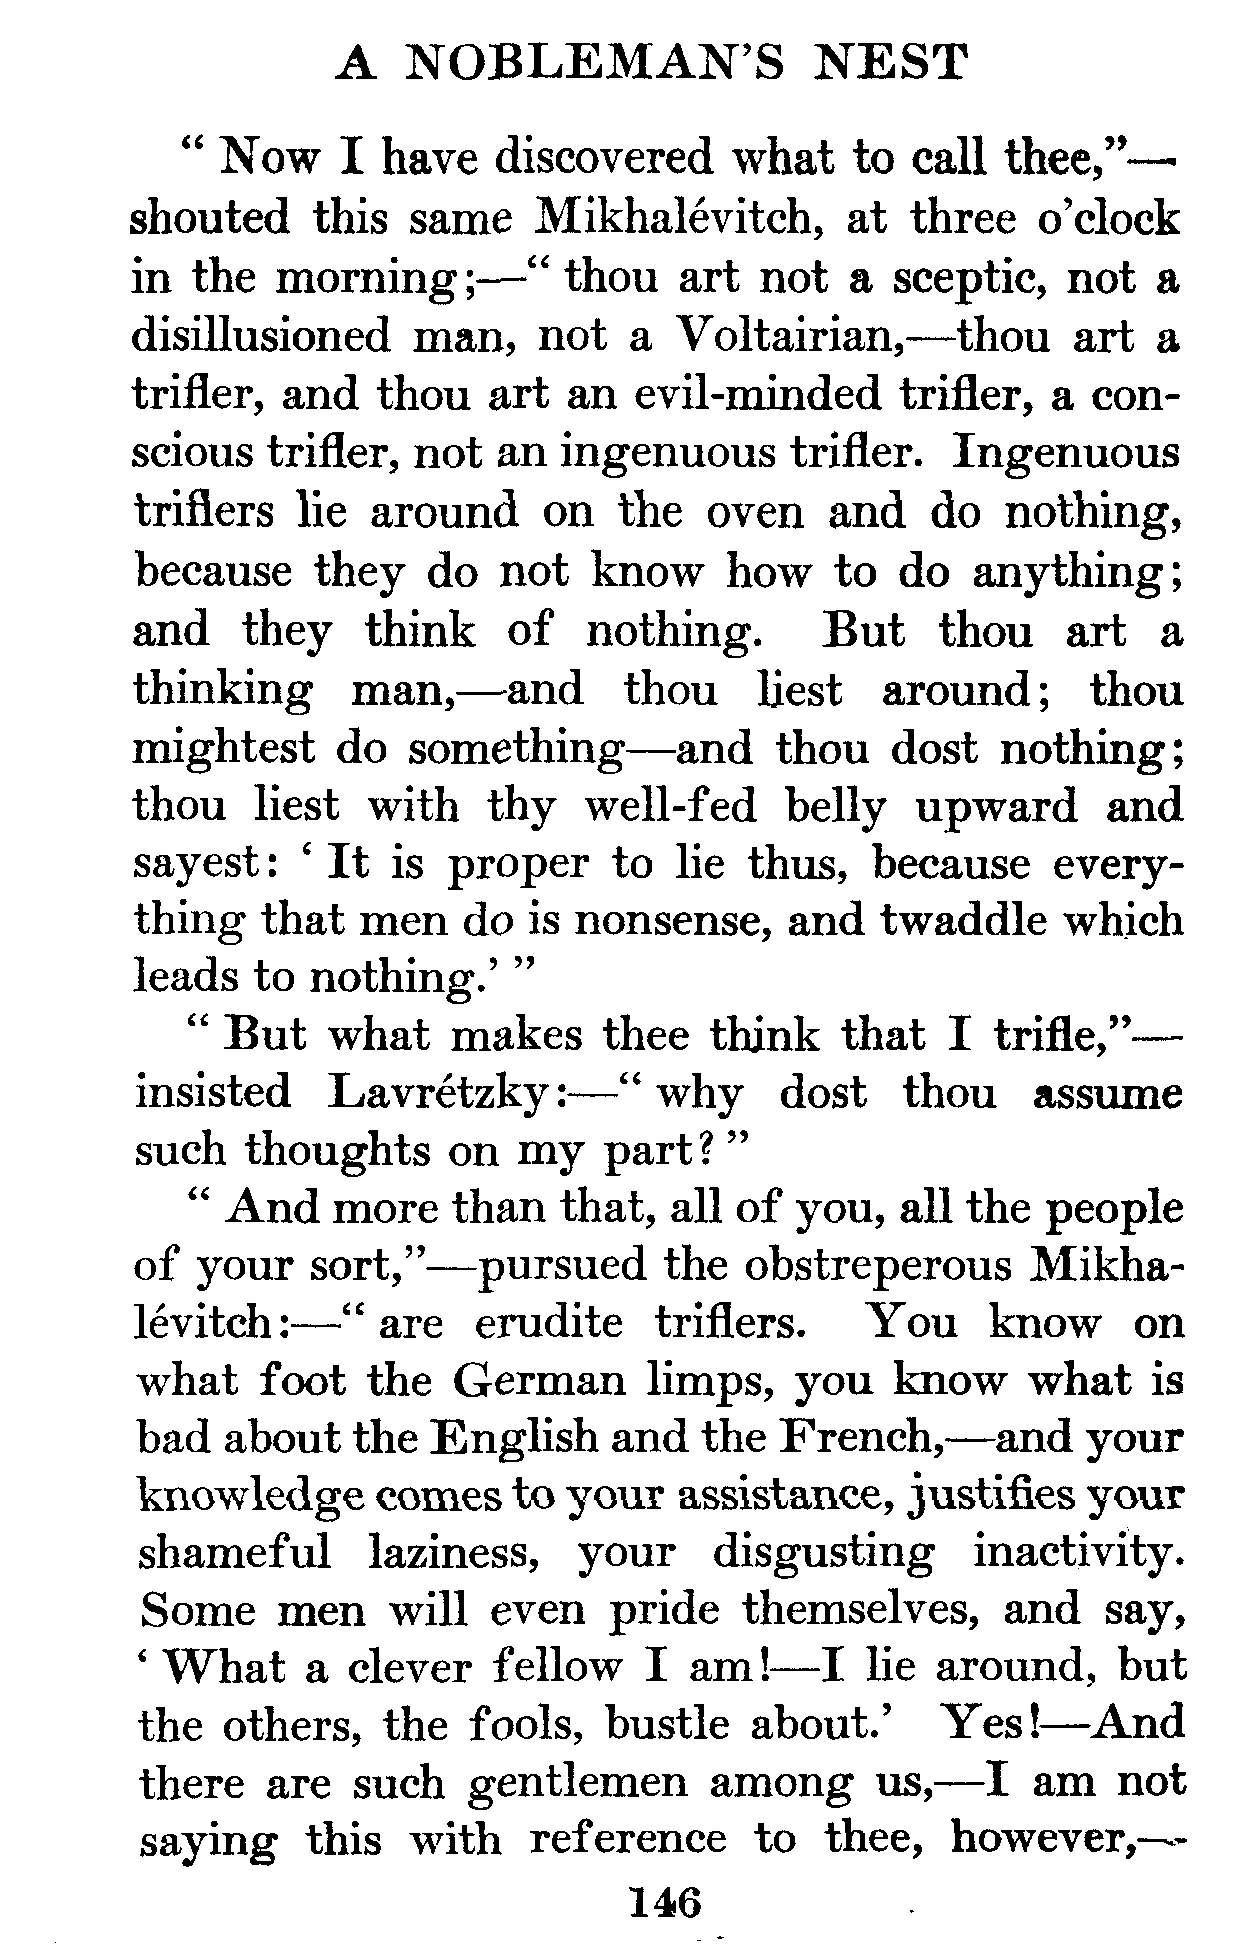 A NOBLEMAN'S NEST
“ Now I have discovered what to call thee,”—
shouted this same Mikhalévitch, at three o'clock
in the morning;—“ thou art not a sceptic, not a
disillusioned man, not a Voltairian,—thou art a
trifler, and thou art an evil-minded trifler, a con-
scious trifler, not an ingenuous trifler. Ingenuous
triflers lie around on the oven and do nothing,
because they do not know how to do anything;
and they think of nothing. But thou art a
thinking man,—and thou liest around; thou
mightest do something—and thou dost nothing;
thou liest with thy well-fed belly upward and
sayest: ‘ It is proper to lie thus, because every-
thing that men do is nonsense, and twaddle which
leads to nothing.’ ”
“ But what makes thee think that I trifle,”—
insisted Lavrétzky:—“ why dost thou assume
such thoughts on my part? ”
“ And more than that, all of you, all the people
of your sort,”—pursued the obstreperous Mikha-
lévitch:—“ are erudite triflers. You know on
what foot the German limps, you know what is
bad about the English and the French,—and your
knowledge comes to your assistance, justifies your
shameful laziness, your disgusting inactivity.
Some men will even pride themselves, and say,
‘ What a clever fellow I am!—I lie around, but
the others, the fools, bustle about.’ Yes!—And
there are such gentlemen among us,—I am not
saying this with reference to thee, however,—
146